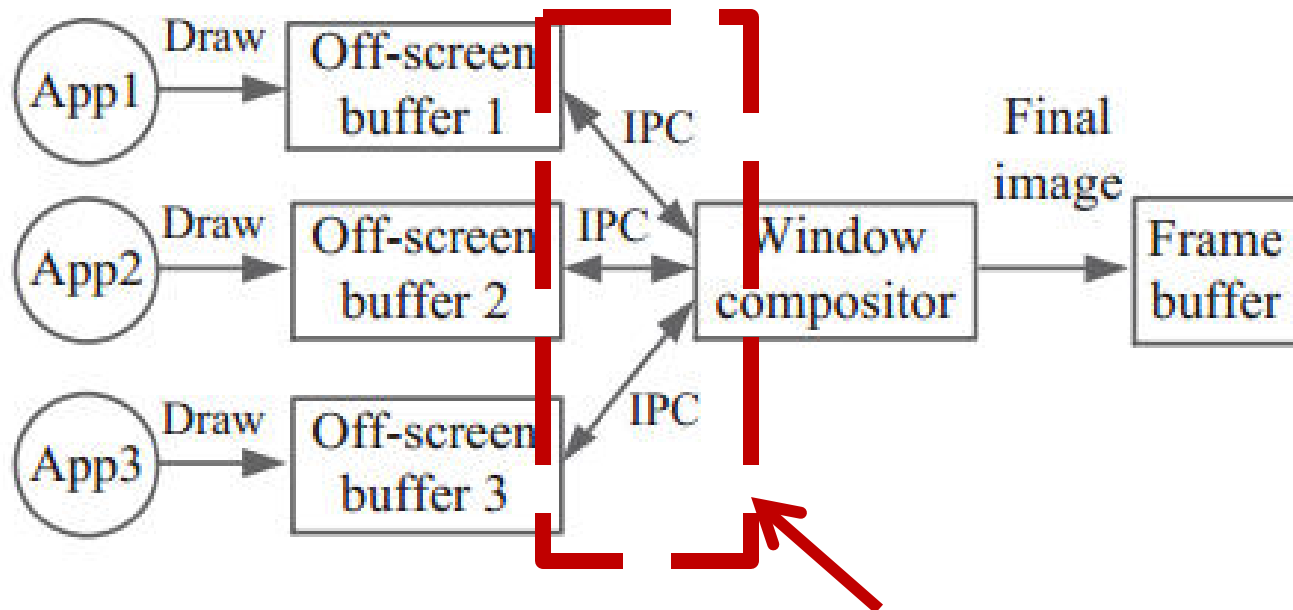 Draw
App1
Off-screen
buffer 1
IPC
Final
image
Draw
App2
Off-screen
buffer 2
IPC
Window
compositor
Frame
buffer
Draw
App3
Off-screen
buffer 3
IPC